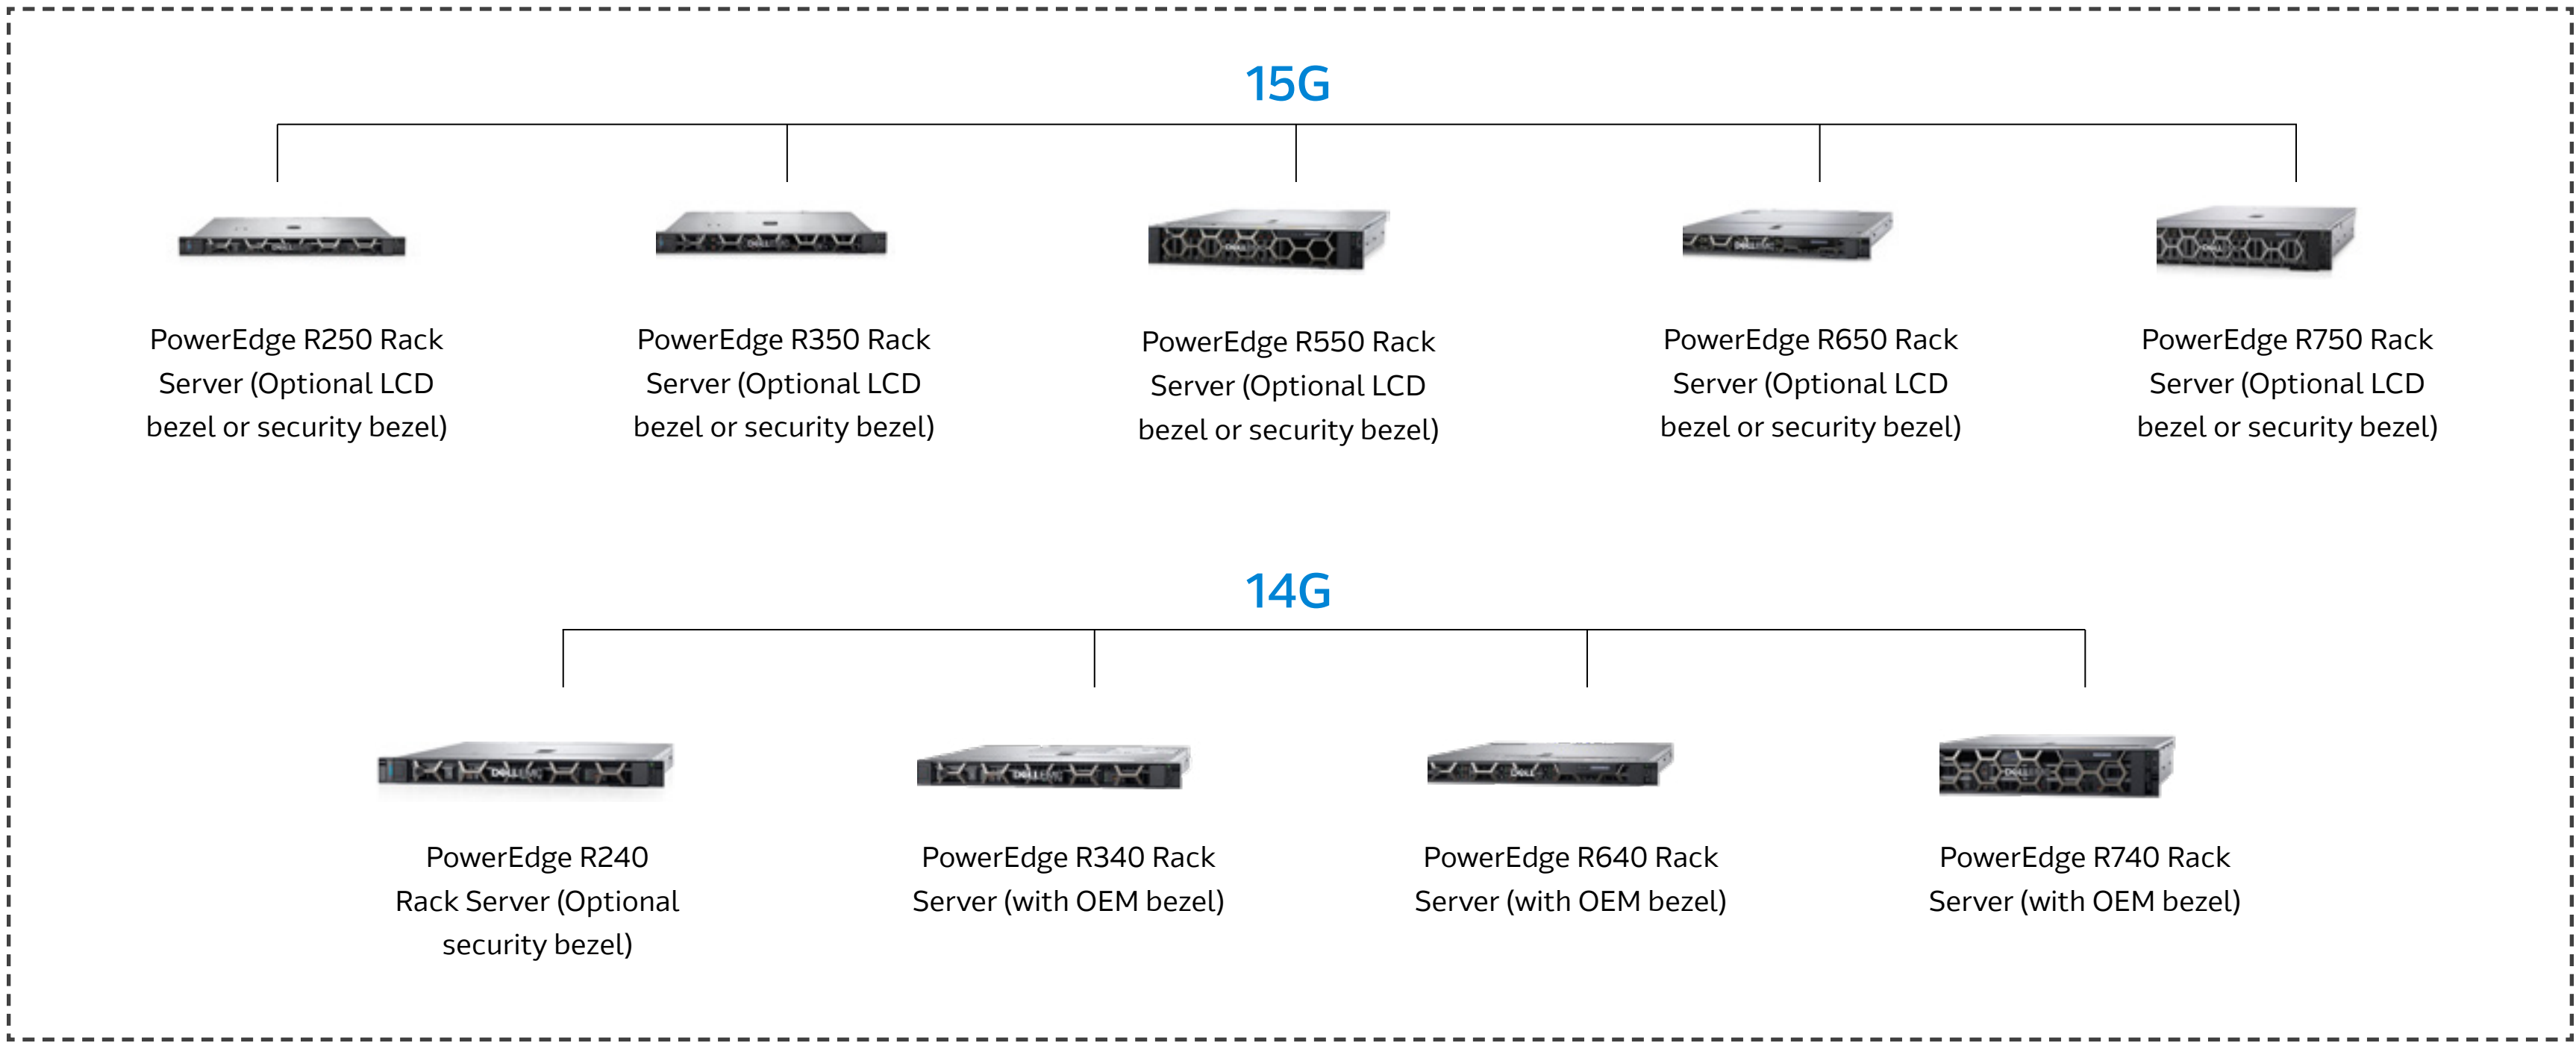 15G
PowerEdge R250 Rack
Server (Optional LCD
bezel or security bezel)
PowerEdge R350 Rack
Server (Optional LCD
bezel or security bezel)
PowerEdge R550 Rack
Server (Optional LCD
bezel or security bezel)
PowerEdge R650 Rack
Server (Optional LCD
bezel or security bezel)
PowerEdge R750 Rack
Server (Optional LCD
bezel or security bezel)
14G
DELLEMC
DELLEMC
DELL
PowerEdge R240
Rack Server (Optional
security bezel)
PowerEdge R340 Rack
Server (with OEM bezel)
PowerEdge R640 Rack
Server (with OEM bezel)
PowerEdge R740 Rack
Server (with OEM bezel)